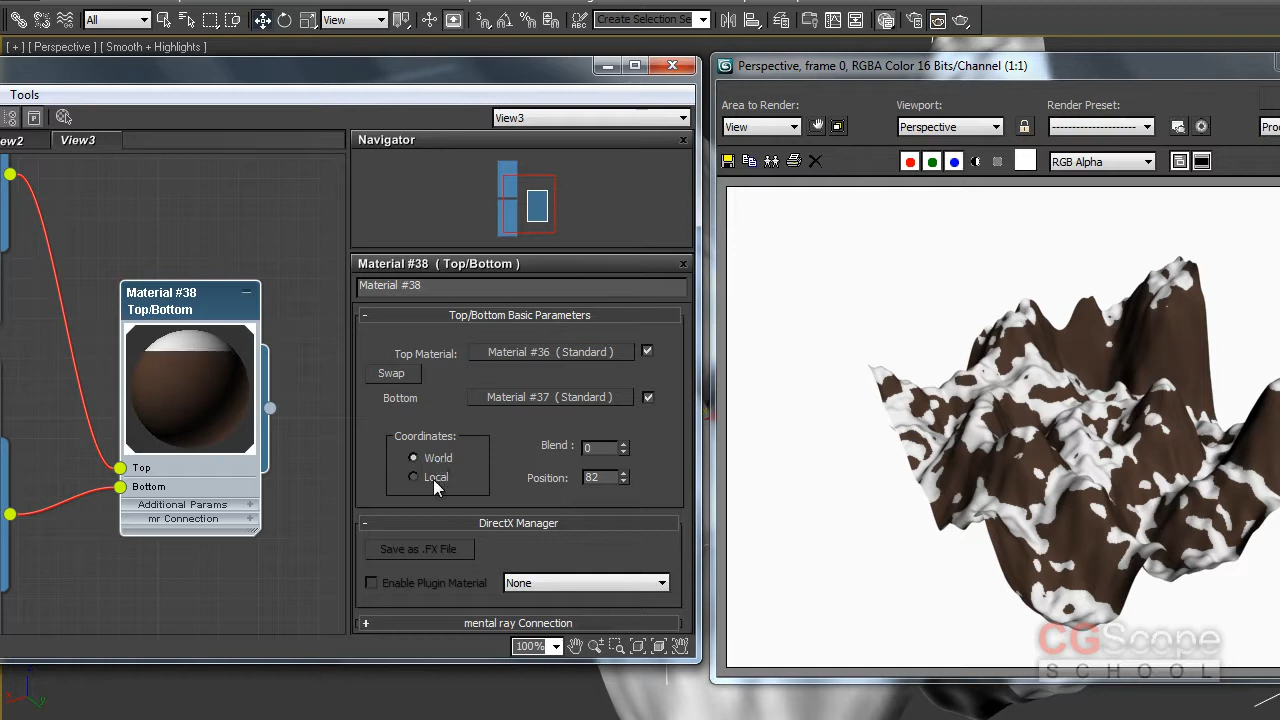 All
View
Create Selection Se
[ + ] [ Perspective ] [ Smooth + Highlights ]
Tools
View3
ew2
View3
Navigator
Material #38
Top/Bottom
Top
Bottom
Additional Params
mr Connection
Material #38 ( Top/Bottom )
Material #38
Top/Bottom Basic Parameters
Top Material:
Material #36 ( Standard )
Swap
Bottom
Material #37 ( Standard )
Coordinates:
World
Local
Blend :
0
Position:
82
DirectX Manager
Save as .FX File
Enable Plugin Material
None
mental ray Connection
100%
Perspective, frame 0, RGBA Color 16 Bits/Channel (1:1)
Area to Render:
View
Viewport:
Perspective
Render Preset:
Pro
RGB Alpha
CGScope
SCHOOL
z
x
y